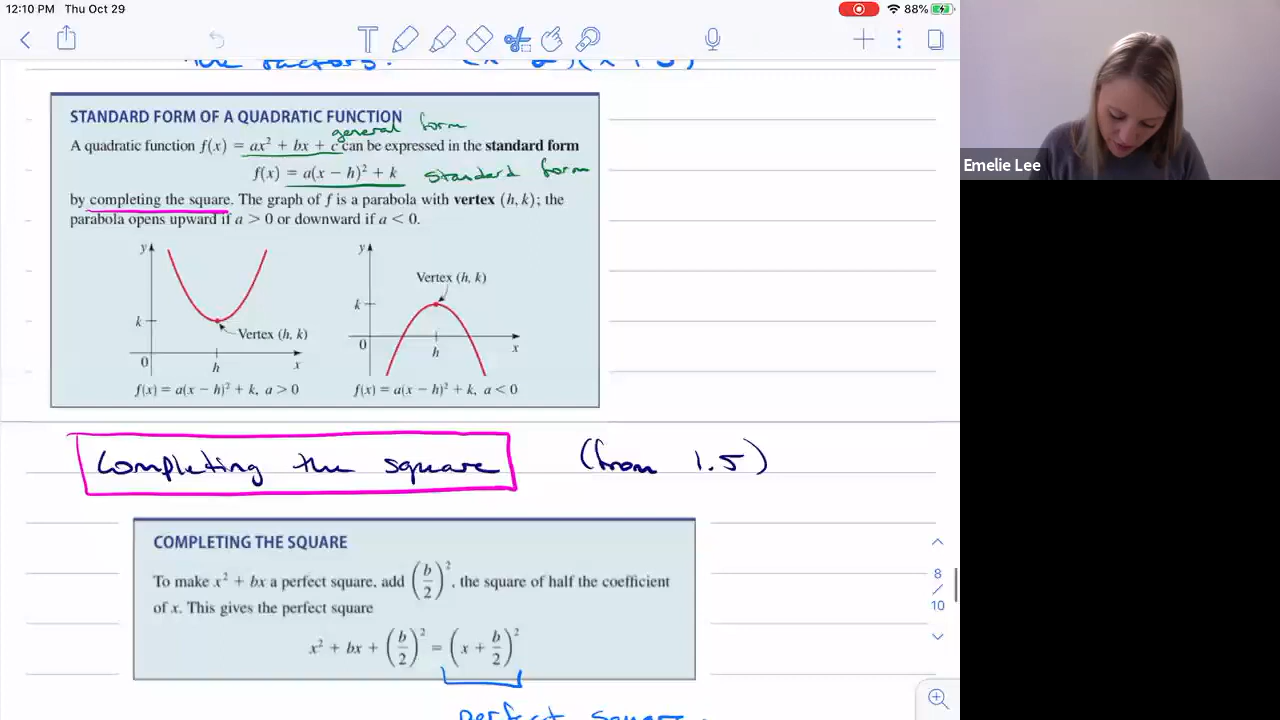 12:10 PM Thu Oct 29
88%
the factors.
STANDARD FORM OF A QUADRATIC FUNCTION
general form
A quadratic function f(x) = ax² + bx + c can be expressed in the standard form
f(x) = a(x − h)² + k standard form
by completing the square. The graph of f is a parabola with vertex (h, k); the
parabola opens upward if a > 0 or downward if a < 0.
y
k
Vertex (h, k)
0
h
x
f(x) = a(x − h)² + k, a > 0
y
Vertex (h, k)
k
0
h
x
f(x) = a(x − h)² + k, a < 0
Completing the square (from 1.5)
COMPLETING THE SQUARE
To make x² + bx a perfect square, add (b/2)², the square of half the coefficient
of x. This gives the perfect square
x² + bx + (b/2)² = (x + b/2)²
perfect square
8
/
10
T
Emelie Lee